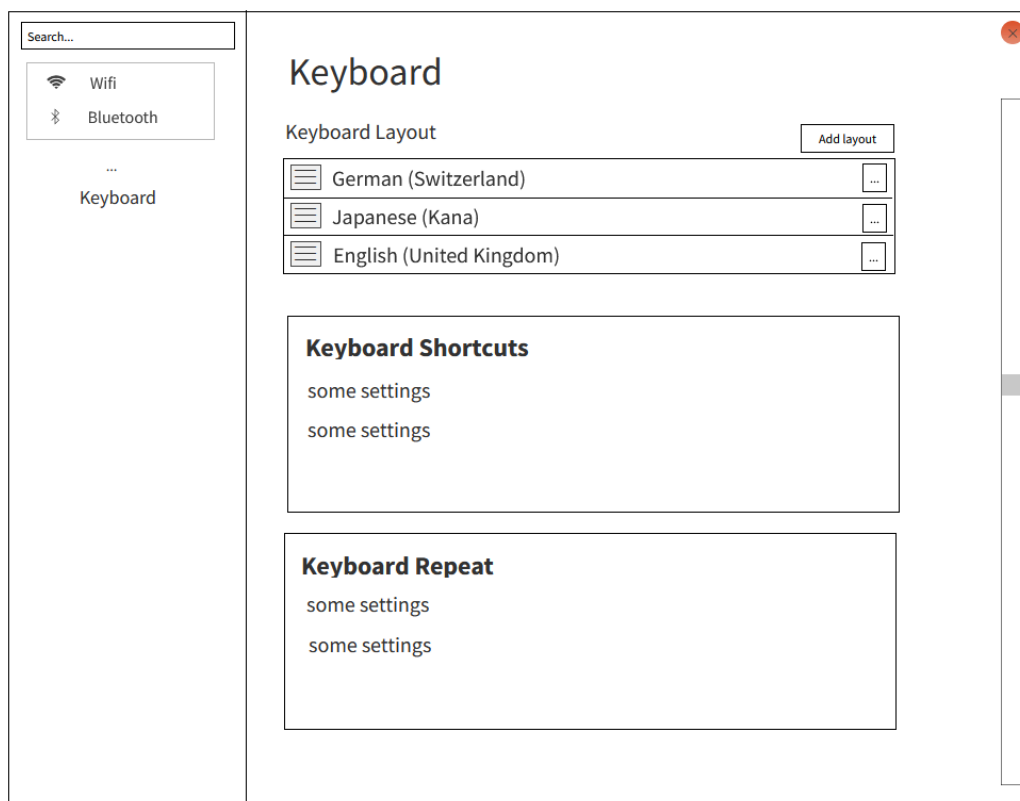 Search...
Wifi
Bluetooth
...
Keyboard
Keyboard
Keyboard Layout
Add layout
German (Switzerland)
...
Japanese (Kana)
...
English (United Kingdom)
...
Keyboard Shortcuts
some settings
some settings
Keyboard Repeat
some settings
some settings